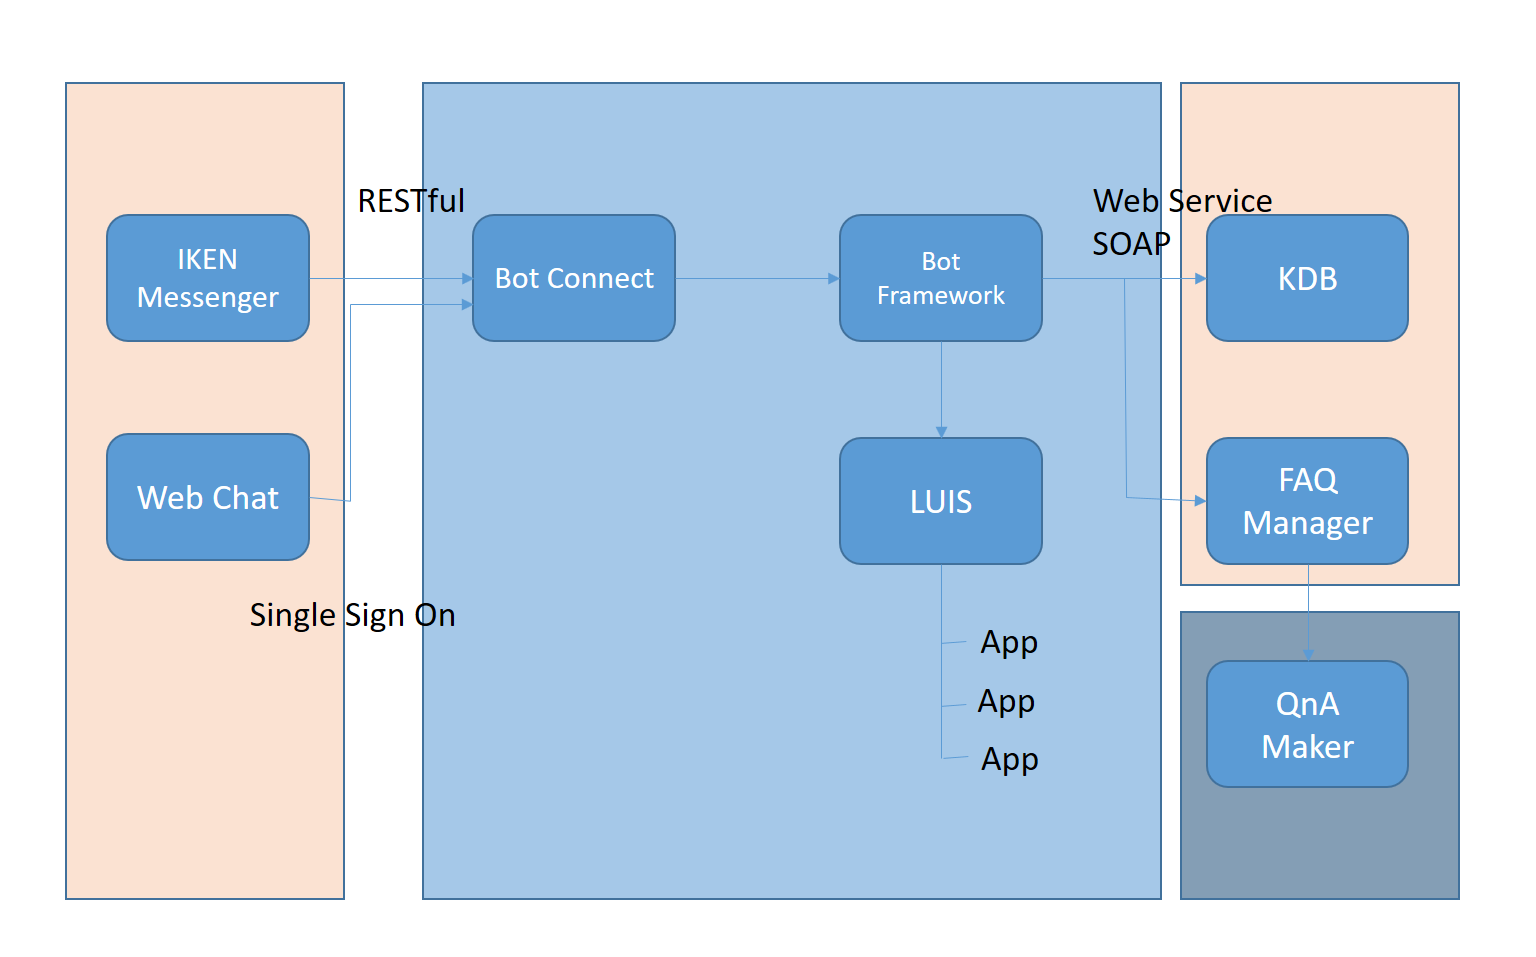 RESTful
Web Service
SOAP
IKEN
Messenger
Bot Connect
Bot
Framework
KDB
Web Chat
LUIS
FAQ
Manager
Single Sign On
App
App
App
QnA
Maker